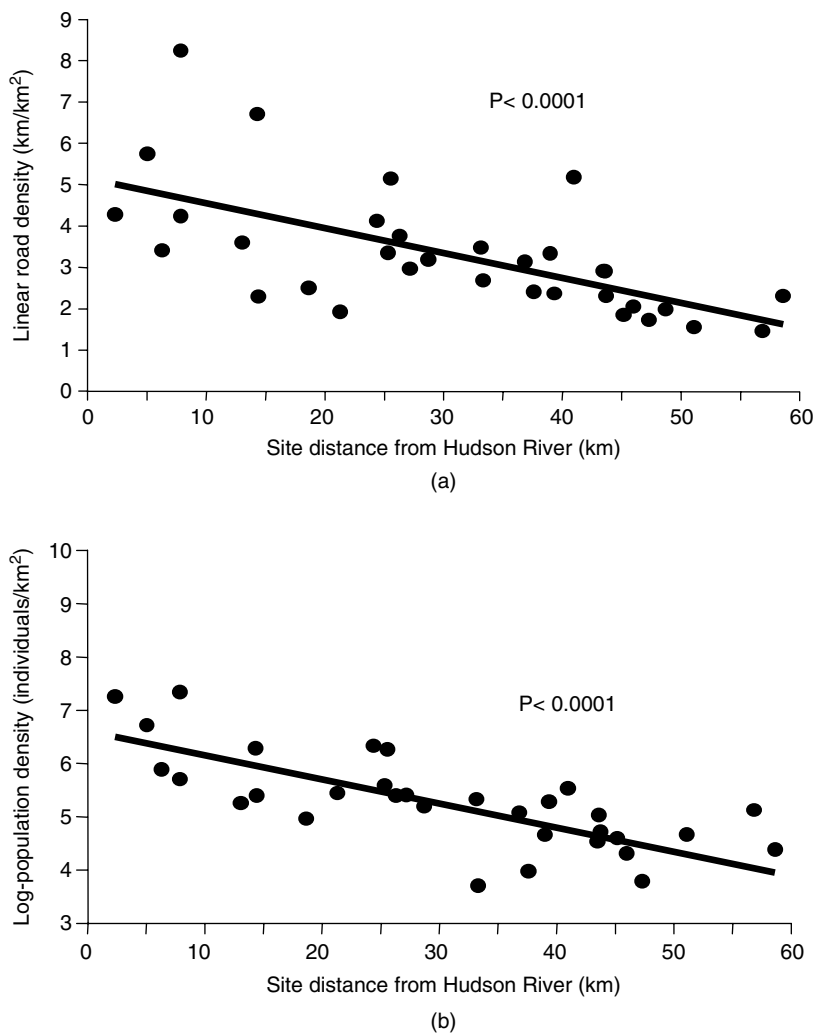 9
8
7
6
5
4
3
2
1
0
Linear road density (km/km²)
P< 0.0001
0 10 20 30 40 50 60
Site distance from Hudson River (km)
(a)
10
9
8
7
6
5
4
3
Log-population density (individuals/km²)
P< 0.0001
0 10 20 30 40 50 60
Site distance from Hudson River (km)
(b)